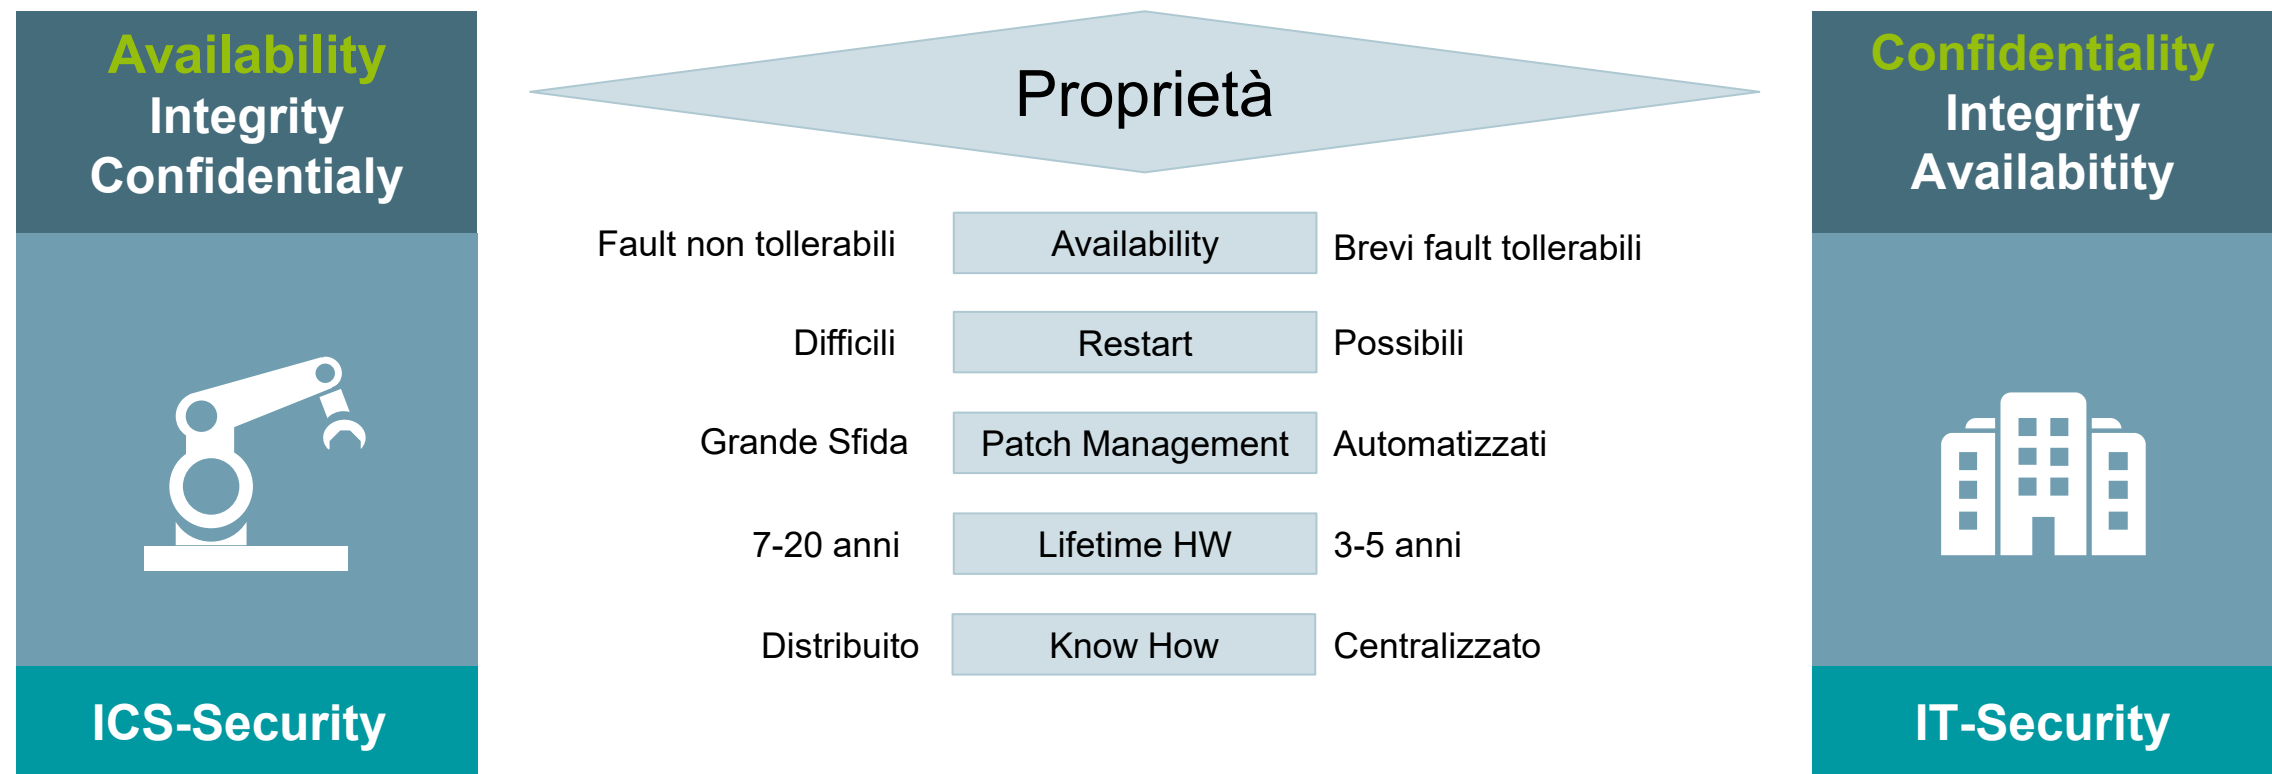 Availability
Integrity
Confidentialy
Proprietà
Confidentiality
Integrity
Availabitity
Fault non tollerabili
Availability
Brevi fault tollerabili
Difficili
Restart
Possibili
Grande Sfida
Patch Management
Automatizzati
7-20 anni
Lifetime HW
3-5 anni
Distribuito
Know How
Centralizzato
ICS-Security
IT-Security